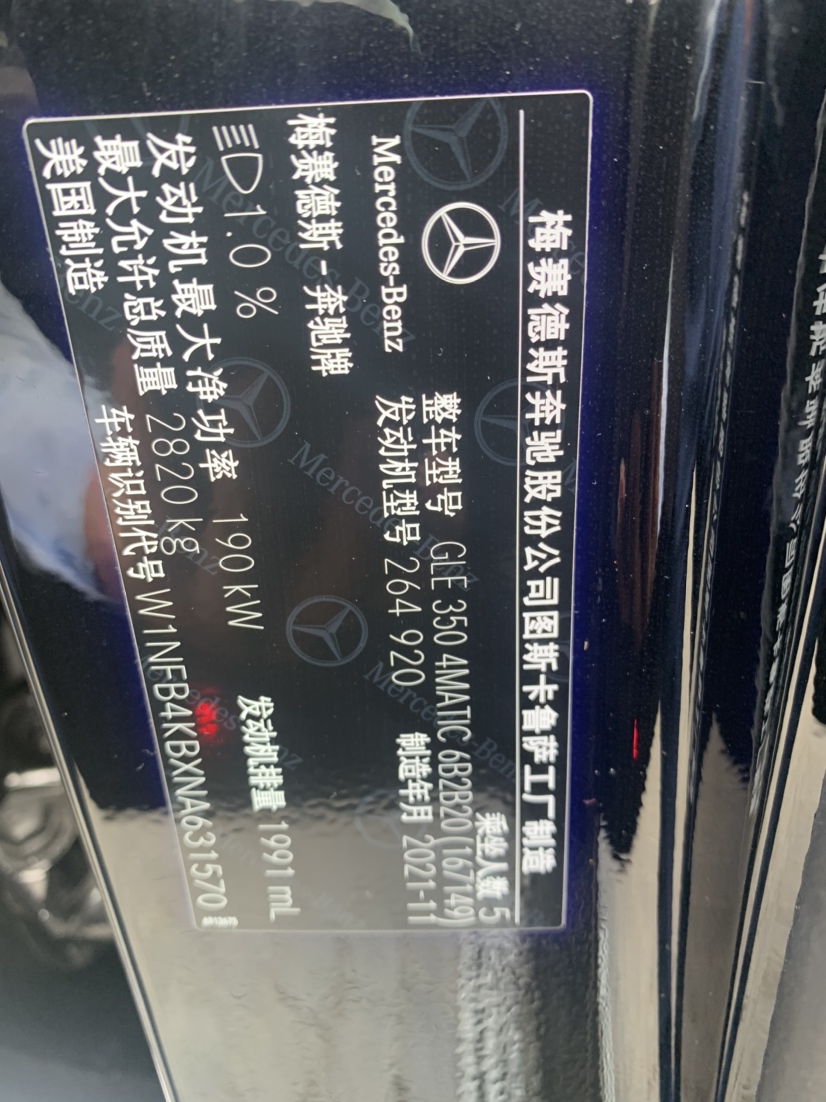 梅赛德斯奔驰股份公司图斯卡鲁萨工厂制造
乘坐人数 5
整车型号 GLE 350 4MATIC 6B2B20(167149)
Mercedes-Benz 发动机型号 264 920 制造年月 2021-11
梅赛德斯-奔驰牌
1.0 % 发动机排量 1991 mL
发动机最大净功率 190 kW
最大允许总质量 2820 kg
车辆识别代号 W1NFB4KBXNA631570
美国制造